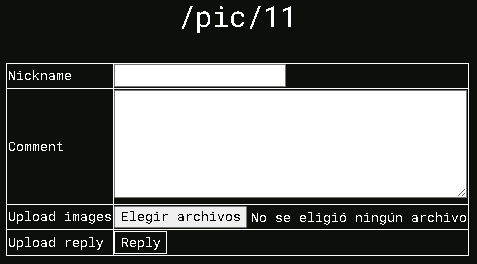 /pic/11
Nickname
Comment
Upload images Elegir archivos No se eligió ningún archivo
Upload reply Reply